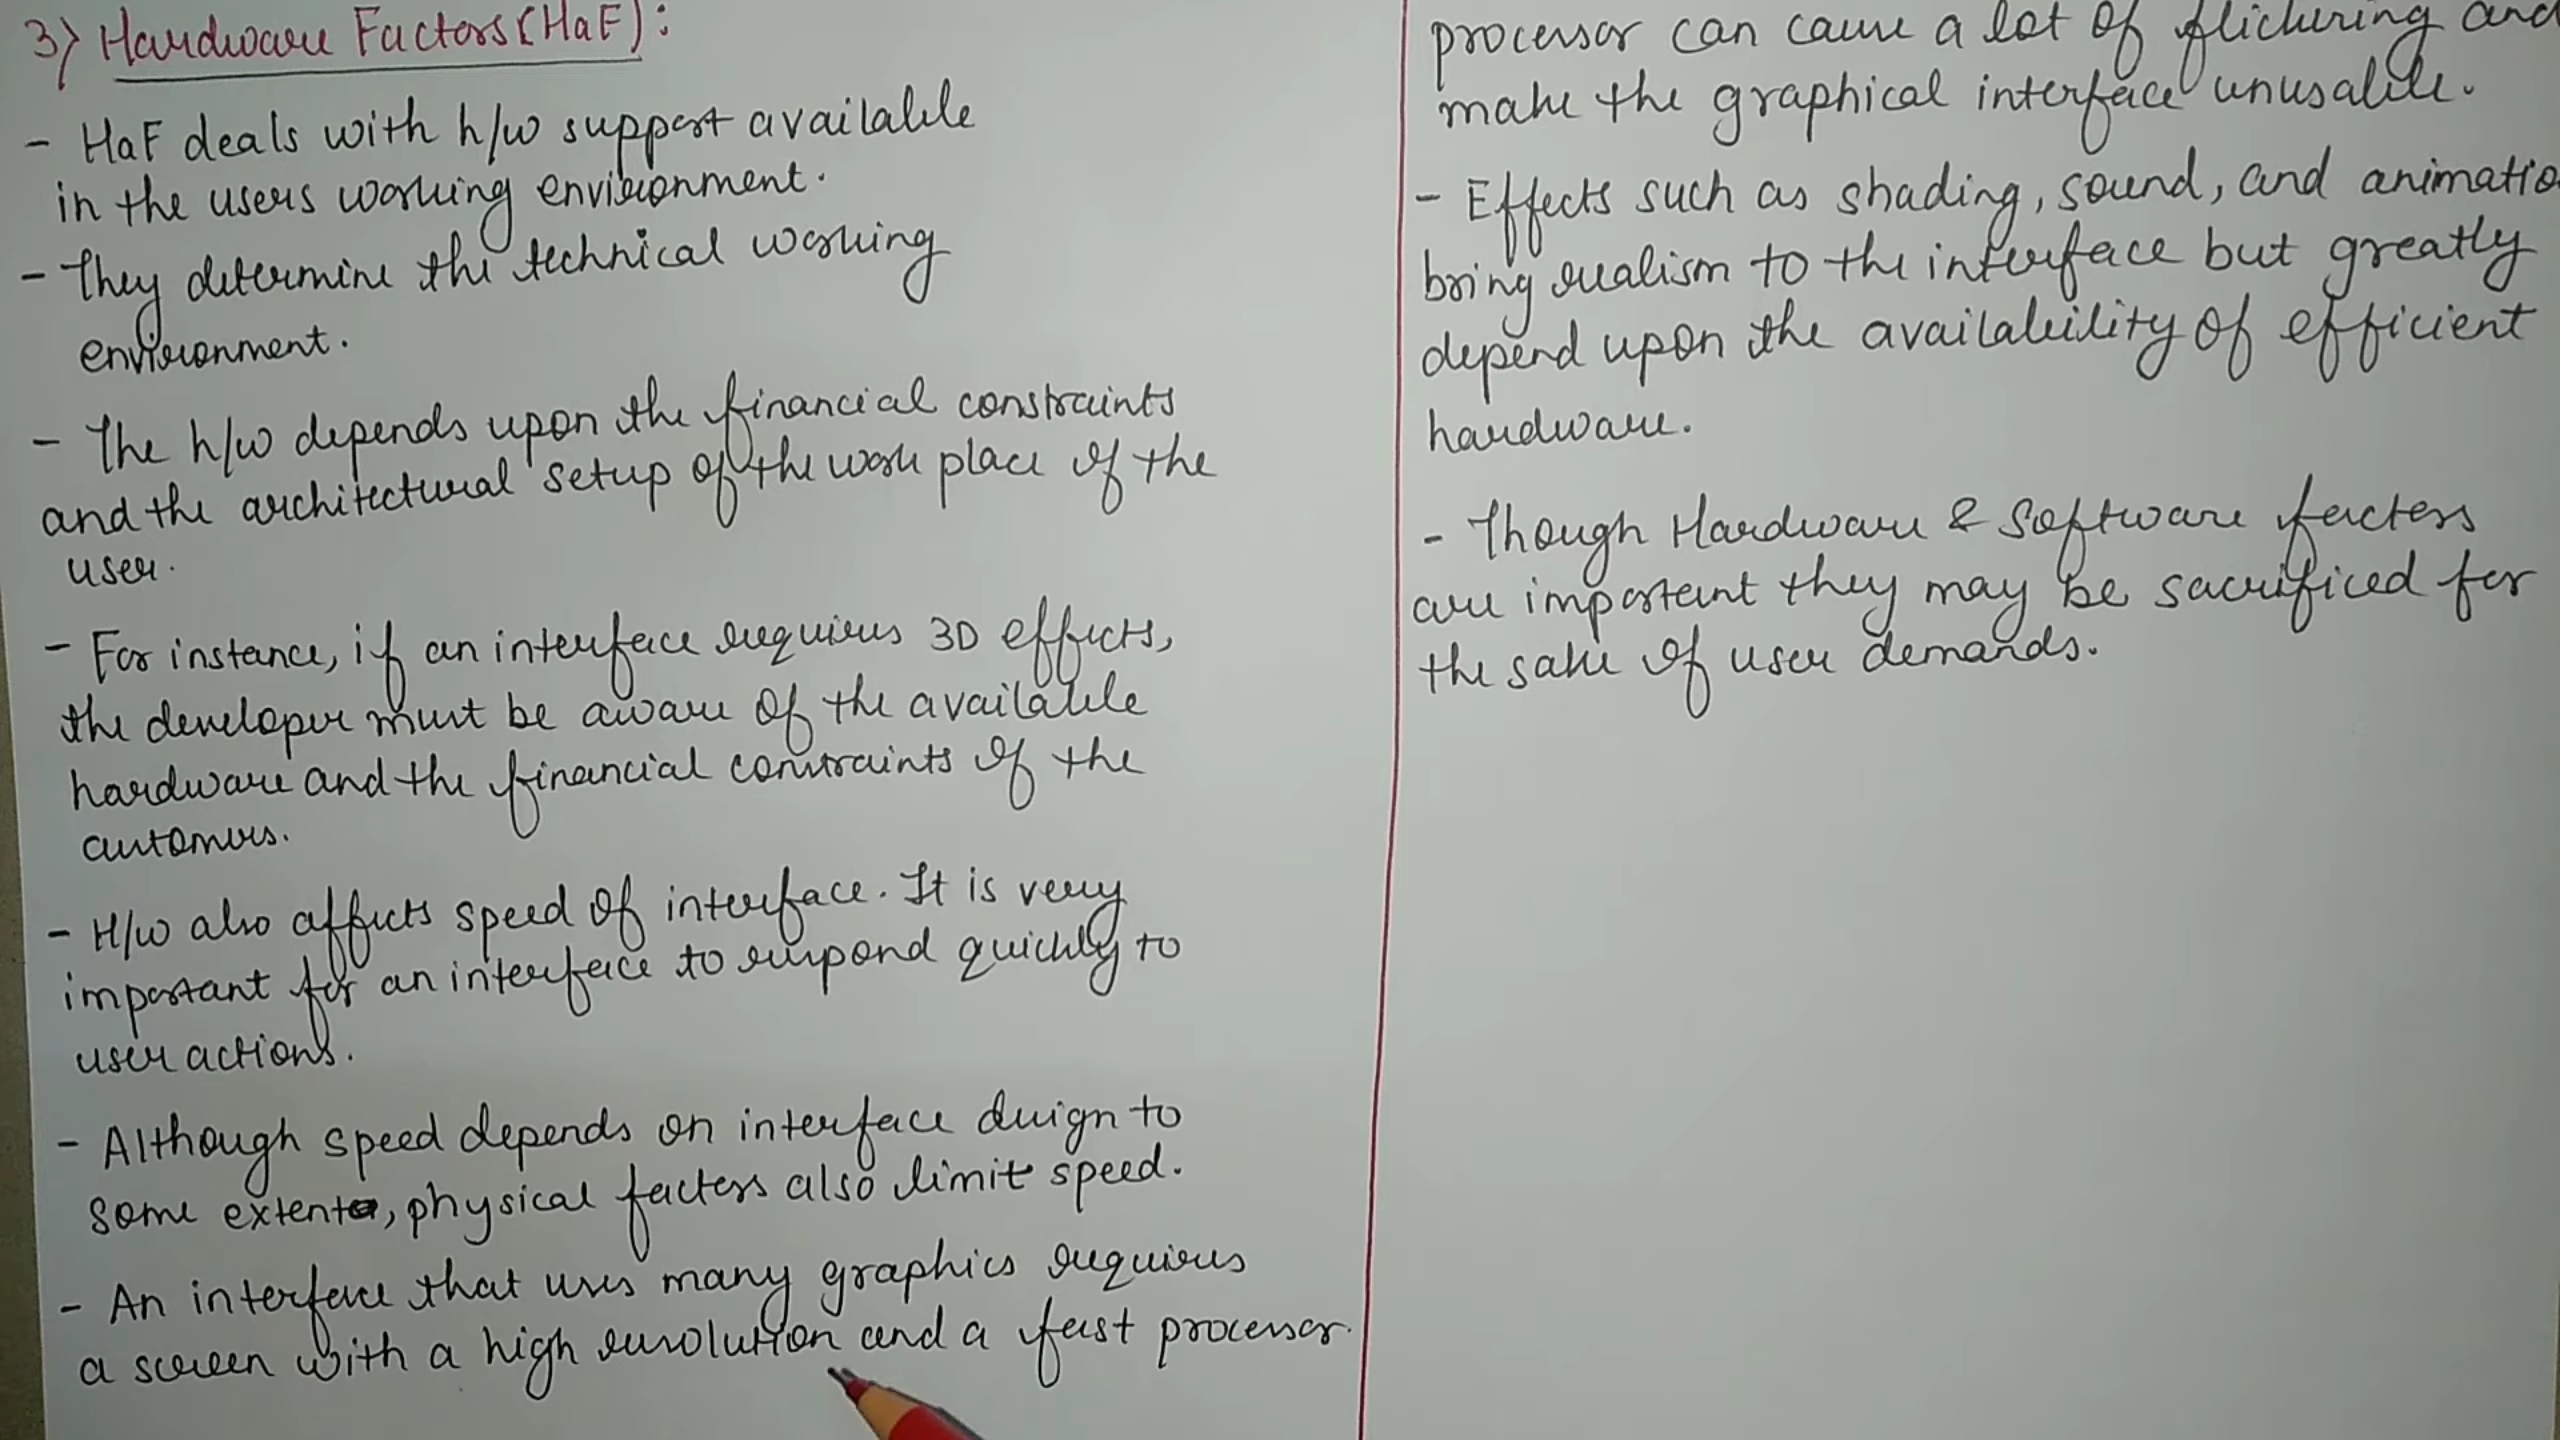 3) Hardware Factors (HaF):
- HaF deals with h/w support available
in the users working environment.
- They determine the technical working
environment.
- The h/w depends upon the financial constraints
and the architectural setup of the work place of the
user.
- For instance, if an interface requires 3D effects,
the developer must be aware of the available
hardware and the financial constraints of the
customers.
- H/w also affects speed of interface. It is very
important for an interface to respond quickly to
user actions.
- Although speed depends on interface design to
some extent, physical factors also limit speed.
- An interface that uses many graphics requires
a screen with a high resolution and a fast processor.
processor can cause a lot of flickering and
make the graphical interface unusable.
- Effects such as shading, sound, and animatio
bring realism to the interface but greatly
depend upon the availability of efficient
hardware.
- Though Hardware & Software factors
are important they may be sacrificed for
the sake of user demands.